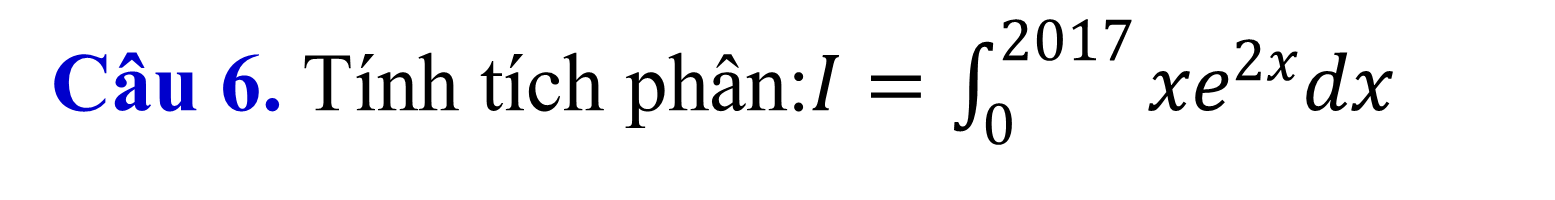 Câu 6. Tính tích phân:I = ∫₀²⁰¹⁷ xe²ˣdx